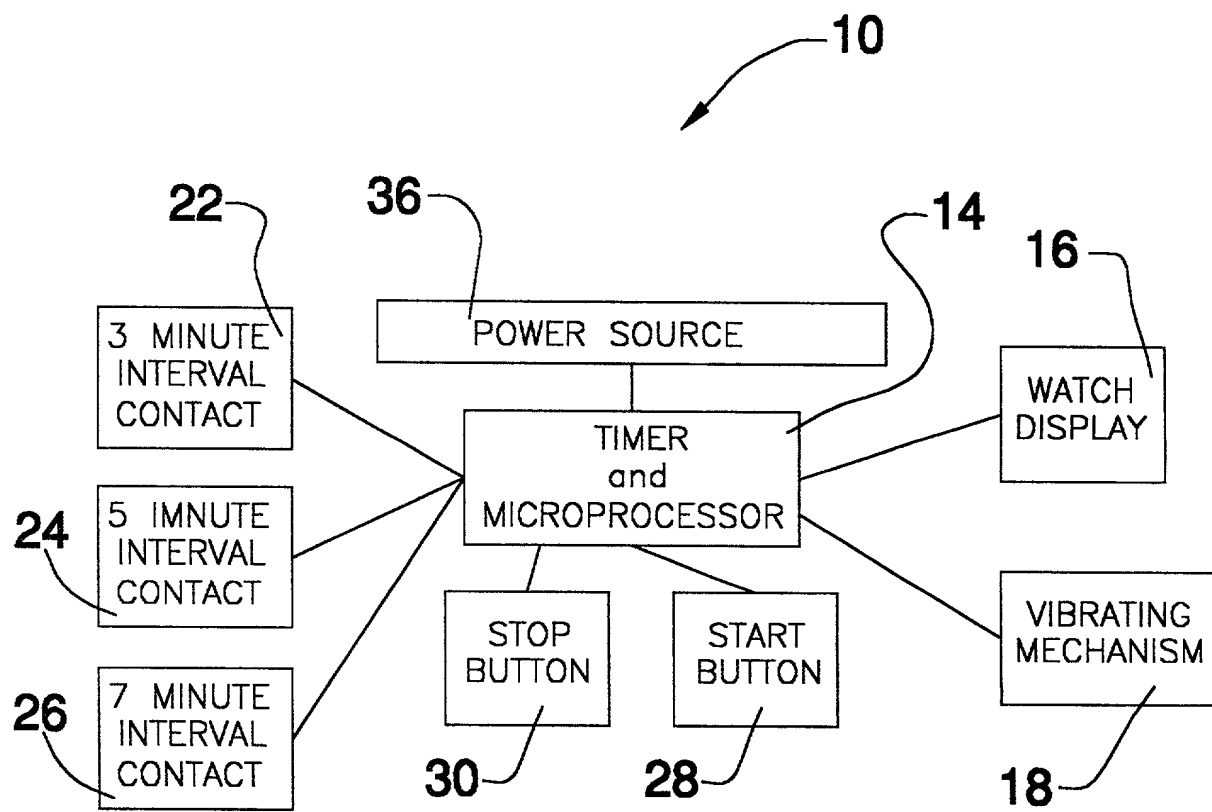 10
22
36
14
16
3 MINUTE
INTERVAL
CONTACT
POWER SOURCE
WATCH
DISPLAY
TIMER
and
MICROPROCESSOR
5 IMNUTE
INTERVAL
CONTACT
24
STOP
BUTTON
START
BUTTON
VIBRATING
MECHANISM
7 MINUTE
INTERVAL
CONTACT
26
30
28
18